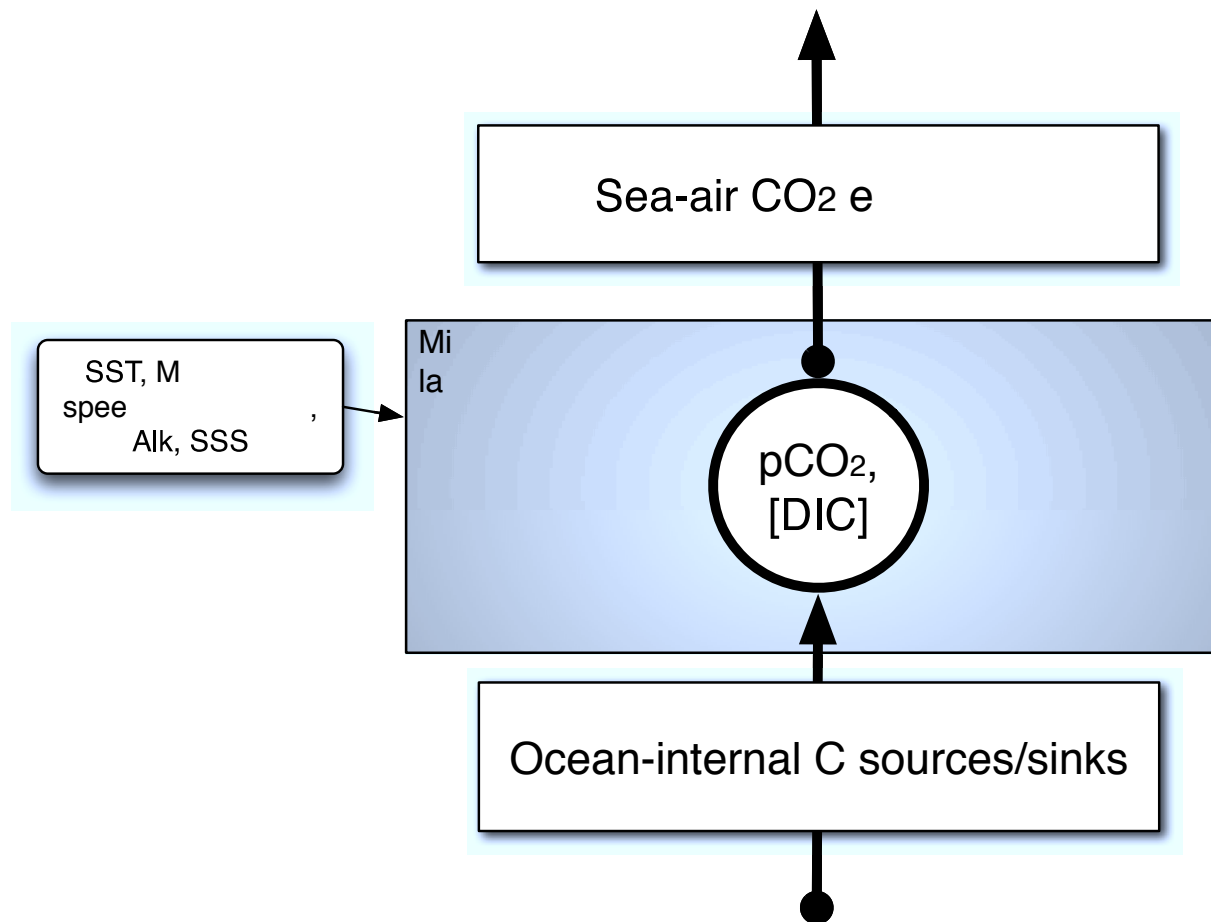 Sea-air CO2 e
Mi
la
SST, M
spee ,
Alk, SSS
pCO2,
[DIC]
Ocean-internal C sources/sinks